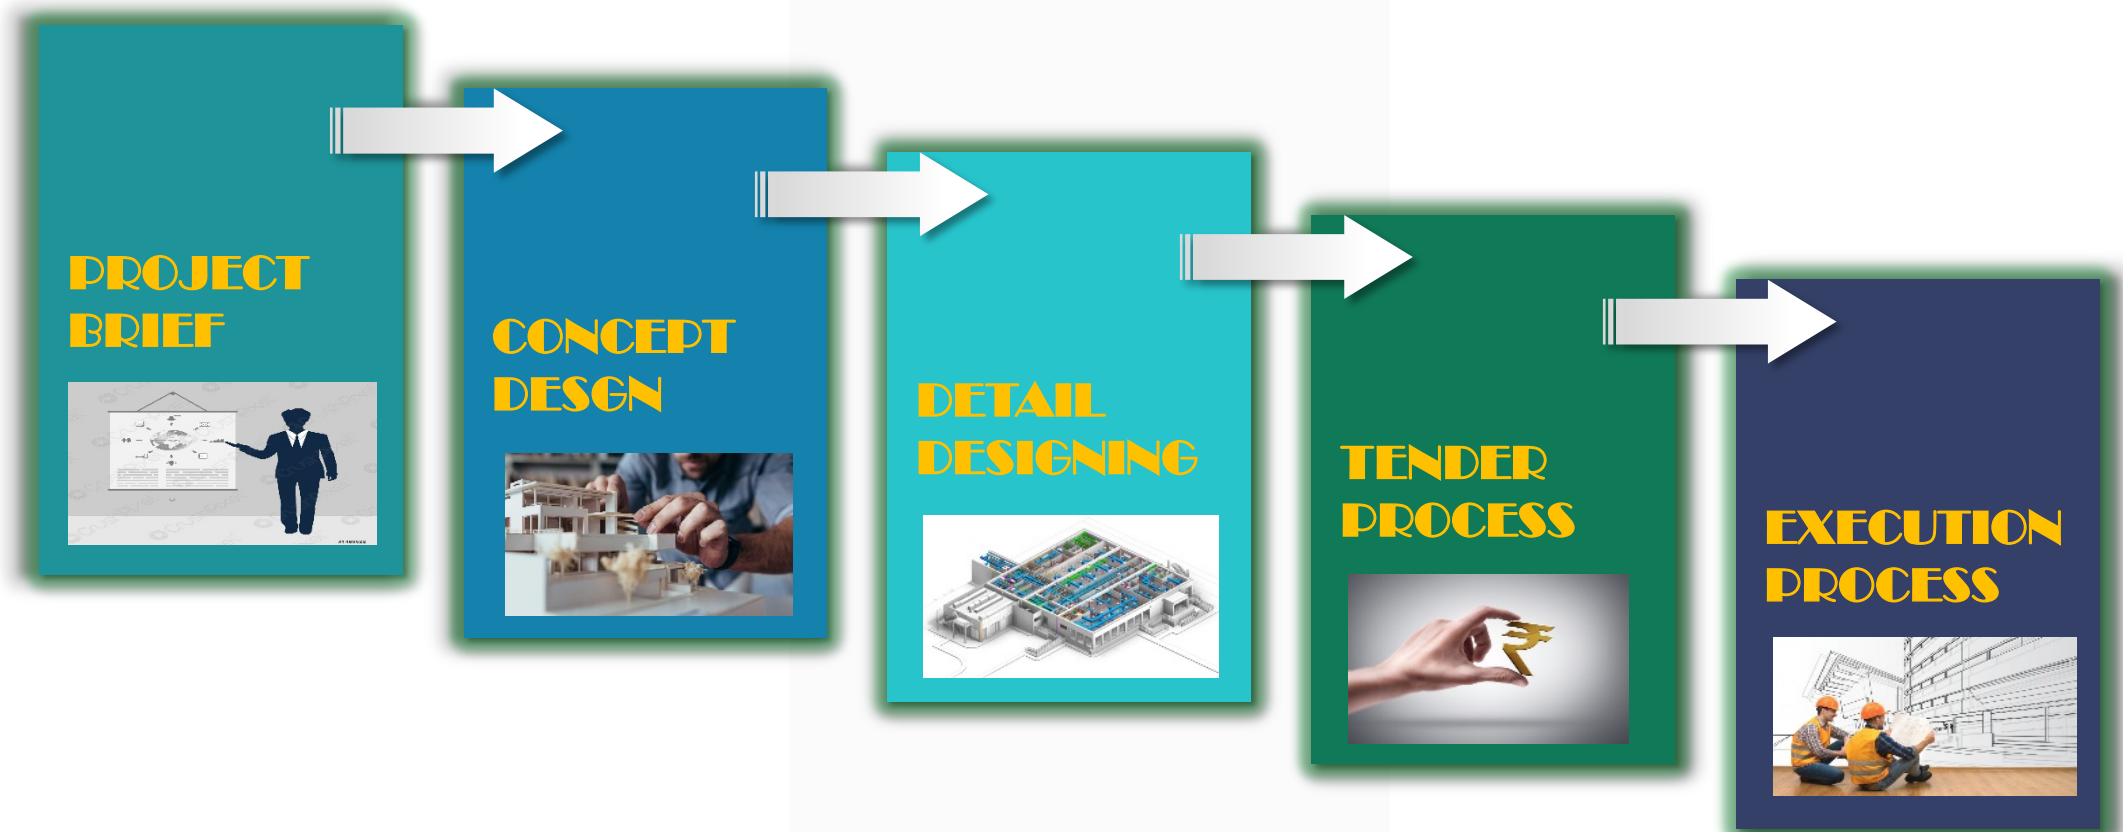 PROJECT
BRIEF
CONCEPT
DESGN
DETAIL
DESIGNING
TENDER
PROCESS
EXECUTION
PROCESS